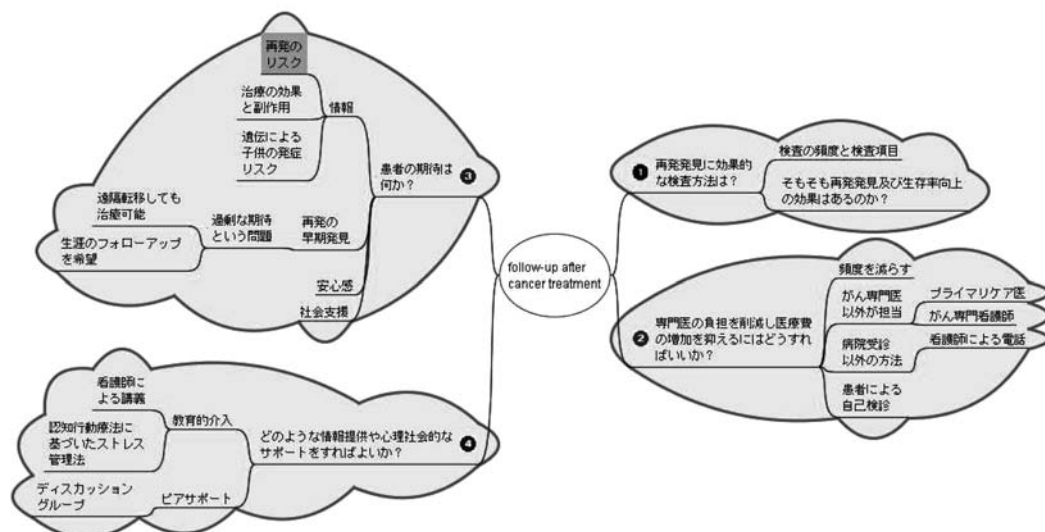 follow-up after
cancer treatment
❶
再発発見に効果的
な検査方法は？
検査の頻度と検査項目
そもそも再発発見及び生存率向上
の効果はあるのか？
❷
専門医の負担を削減し医療費
の増加を抑えるにはどうすれ
ばいいか？
頻度を減らす
がん専門医
以外が担当
プライマリケア医
がん専門看護師
病院受診
以外の方法
看護師による電話
患者による
自己検診
❸
患者の期待は
何か？
情報
再発の
リスク
治療の効果
と副作用
遺伝による
子供の発症
リスク
再発の
早期発見
過剰な期待
という問題
遠隔転移しても
治療可能
生涯のフォローアップ
を希望
安心感
社会支援
❹
どのような情報提供や心理社会的な
サポートをすればよいか？
教育的介入
看護師に
よる講義
認知行動療法に
基づいたストレス
管理法
ピアサポート
ディスカッション
グループ